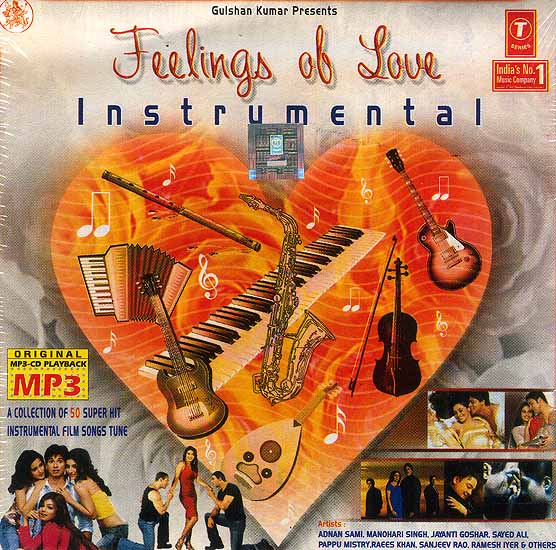 Gulshan Kumar Presents
Feelings of Love
Instrumental
T
SERIES
India's No.1
Music Company
ORIGINAL
MP3-CD PLAYBACK
MP3
A COLLECTION OF 50 SUPER HIT
INSTRUMENTAL FILM SONGS TUNE
Artists :
ADNAN SAMI, MANOHARI SINGH, JAYANTI GOSHAR, SAYED ALI,
PAPPU MISTRY, RAEES KHAN, SANJEEV RAO, RAMESH IYER & OTHERS